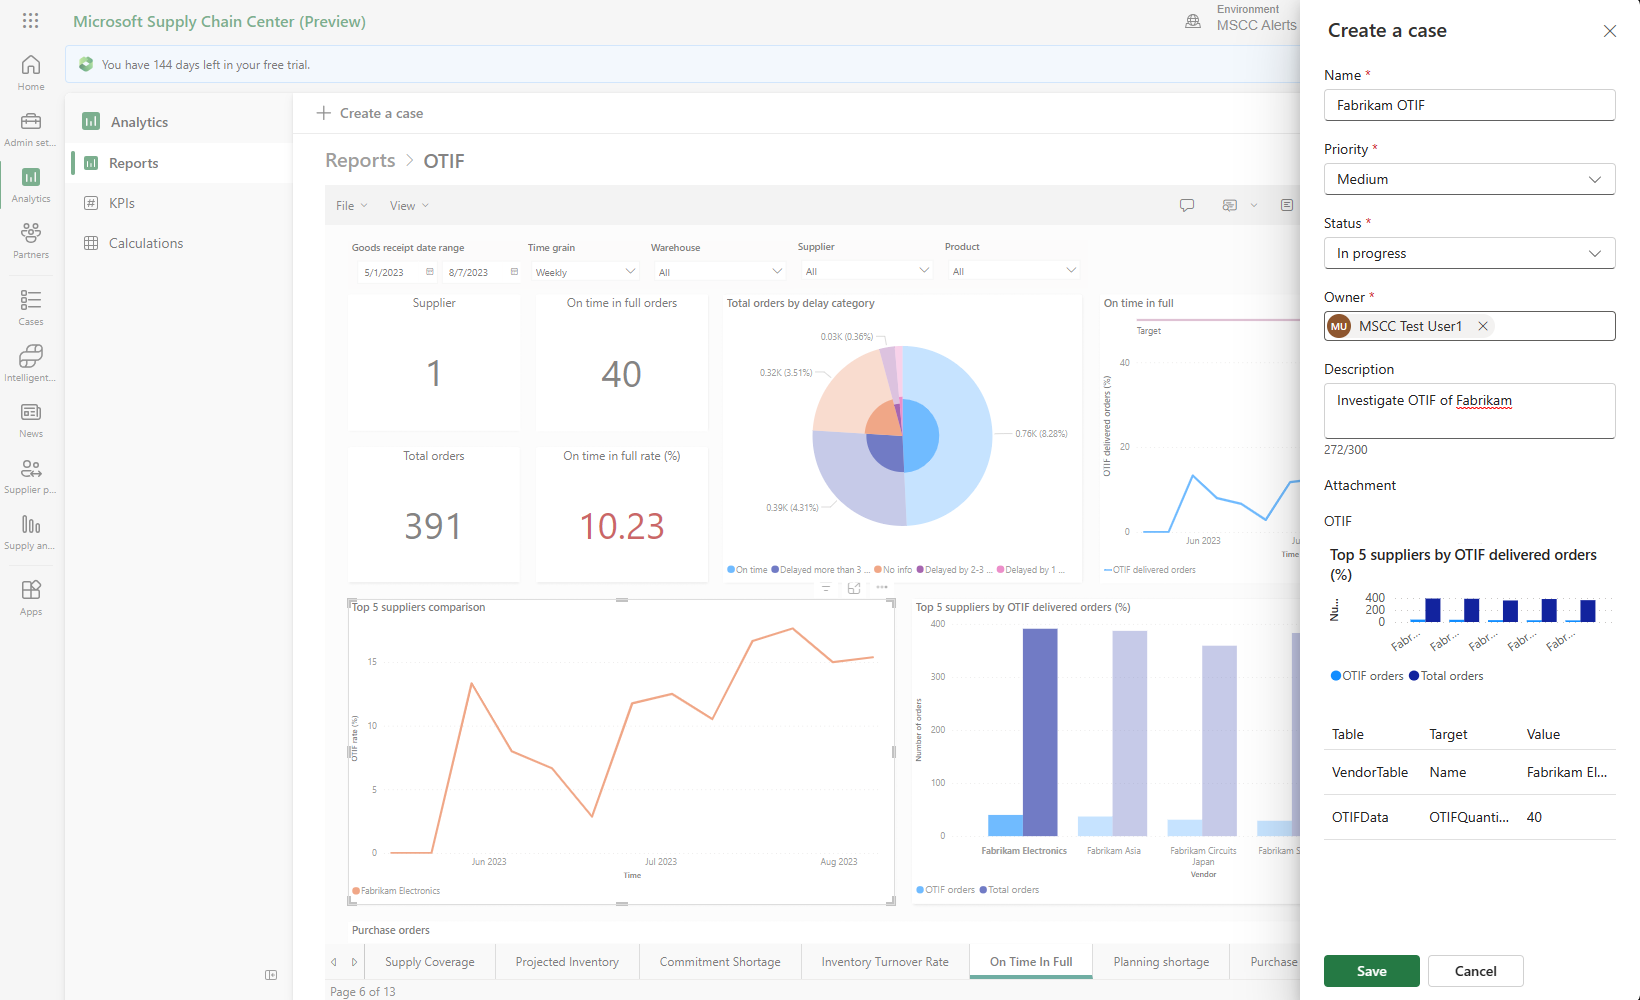 Microsoft Supply Chain Center (Preview)
Environment
MSCC Alerts
You have 144 days left in your free trial.
Home
Admin set...
Analytics
Partners
Cases
Intelligent...
News
Supplier p...
Supply an...
Apps
Analytics
Reports
KPIs
Calculations
Create a case
Reports > OTIF
File
View
Goods receipt date range
Time grain
Warehouse
Supplier
Product
5/1/2023
8/7/2023
Weekly
All
All
All
Supplier
1
On time in full orders
40
Total orders
391
On time in full rate (%)
10.23
Total orders by delay category
0.03K (0.36%)
0.32K (3.51%)
0.76K (8.28%)
0.39K (4.31%)
On time
Delayed more than 3 ...
No info
Delayed by 2-3 ...
Delayed by 1 ...
On time in full
Target
OTIF delivered orders (%)
40
20
0
Jun 2023
Ju
Time
OTIF delivered orders
Top 5 suppliers comparison
OTIF rate (%)
15
10
5
0
Jun 2023
Jul 2023
Aug 2023
Time
Fabrikam Electronics
Top 5 suppliers by OTIF delivered orders (%)
Number of orders
400
300
200
100
0
Fabrikam Electronics
Fabrikam Asia
Fabrikam Circuits
Japan
Fabrikam S
Vendor
OTIF orders
Total orders
Purchase orders
Supply Coverage
Projected Inventory
Commitment Shortage
Inventory Turnover Rate
On Time In Full
Planning shortage
Purchase
Page 6 of 13
Create a case
Name *
Fabrikam OTIF
Priority *
Medium
Status *
In progress
Owner *
MU MSCC Test User1
Description
Investigate OTIF of Fabrikam
272/300
Attachment
OTIF
Top 5 suppliers by OTIF delivered orders
(%)
Nu...
400
200
0
Fabr...
Fabr...
Fabr...
Fabr...
Fabr...
OTIF orders
Total orders
Table Target Value
VendorTable Name Fabrikam El...
OTIFData OTIFQuanti... 40
Save
Cancel